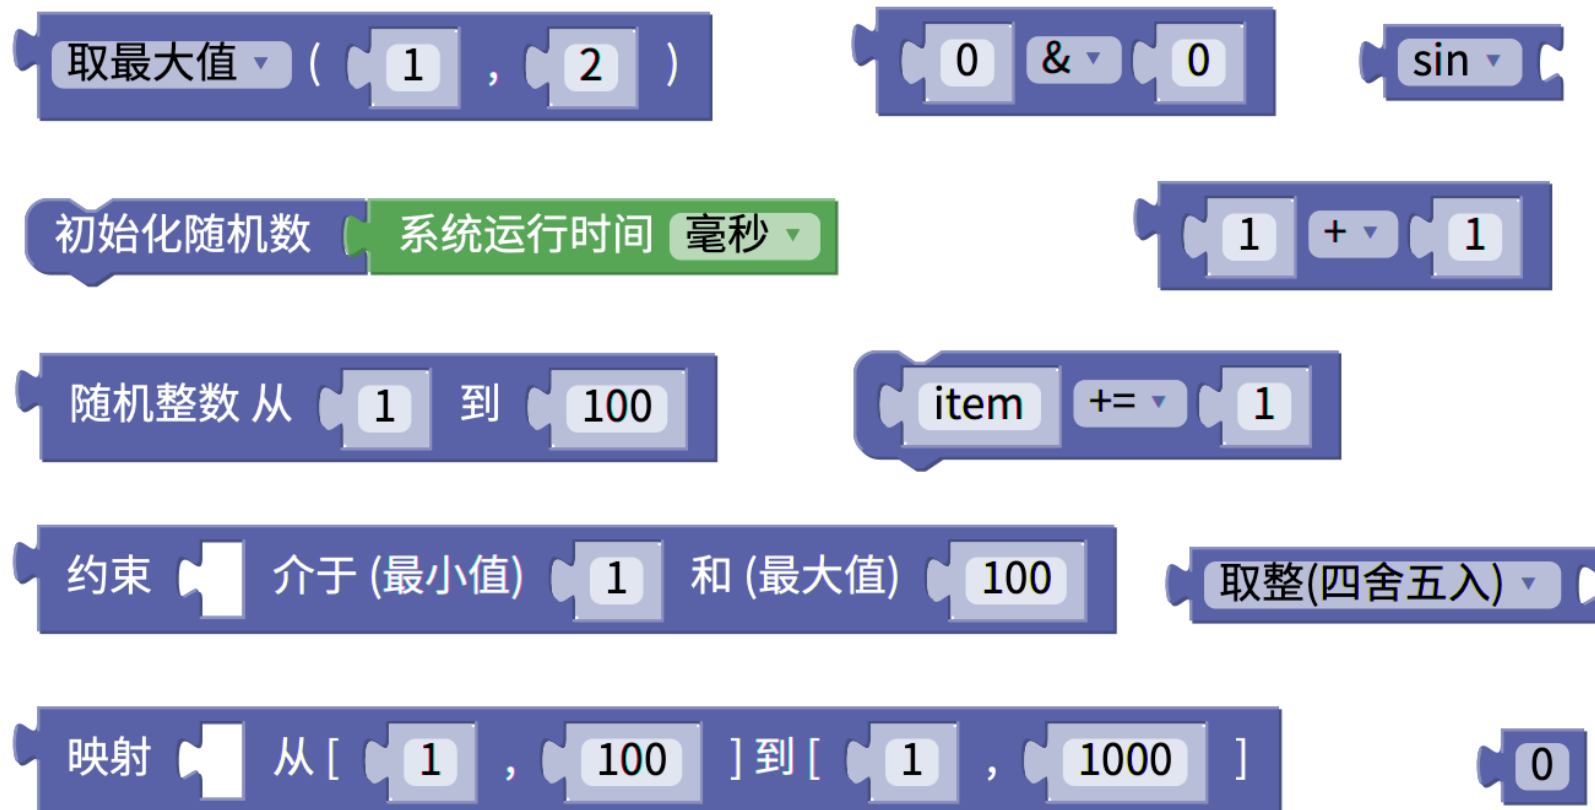 取最大值 ( 1 , 2 )
0 & 0
sin
初始化随机数 系统运行时间 毫秒
1 + 1
随机整数 从 1 到 100
item += 1
约束 介于 (最小值) 1 和 (最大值) 100
取整(四舍五入)
映射 从 [ 1 , 100 ] 到 [ 1 , 1000 ]
0